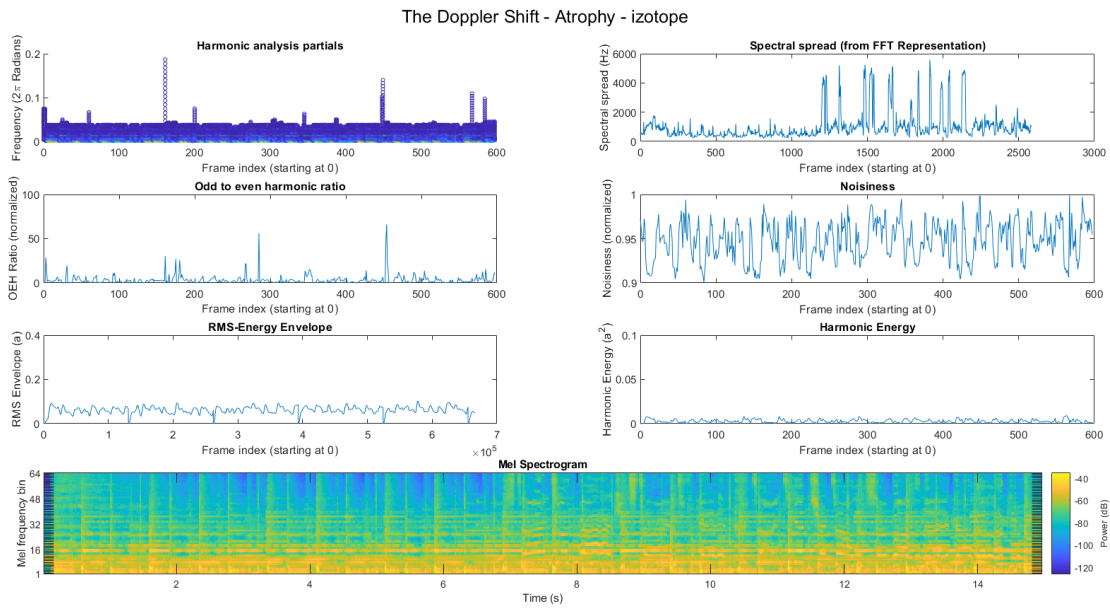 The Doppler Shift - Atrophy - izotope
Harmonic analysis partials
Frequency (2π Radians)
0.2
0.1
0
0 100 200 300 400 500 600
Frame index (starting at 0)
Spectral spread (from FFT Representation)
Spectral spread (Hz)
6000
4000
2000
0
0 500 1000 1500 2000 2500 3000
Frame index (starting at 0)
Odd to even harmonic ratio
OEH Ratio (normalized)
100
50
0
0 100 200 300 400 500 600
Frame index (starting at 0)
Noisiness
Noisiness (normalized)
1
0.95
0.9
0 100 200 300 400 500 600
Frame index (starting at 0)
RMS-Energy Envelope
RMS Envelope (a)
0.4
0.2
0
0 1 2 3 4 5 6 7
Frame index (starting at 0)
×10⁵
Harmonic Energy
Harmonic Energy (a²)
0.1
0.05
0
0 100 200 300 400 500 600
Frame index (starting at 0)
Mel Spectrogram
Mel frequency bin
64
48
32
16
1
2 4 6 8 10 12 14
Time (s)
-40
-60
-80
-100
-120
Power (dB)